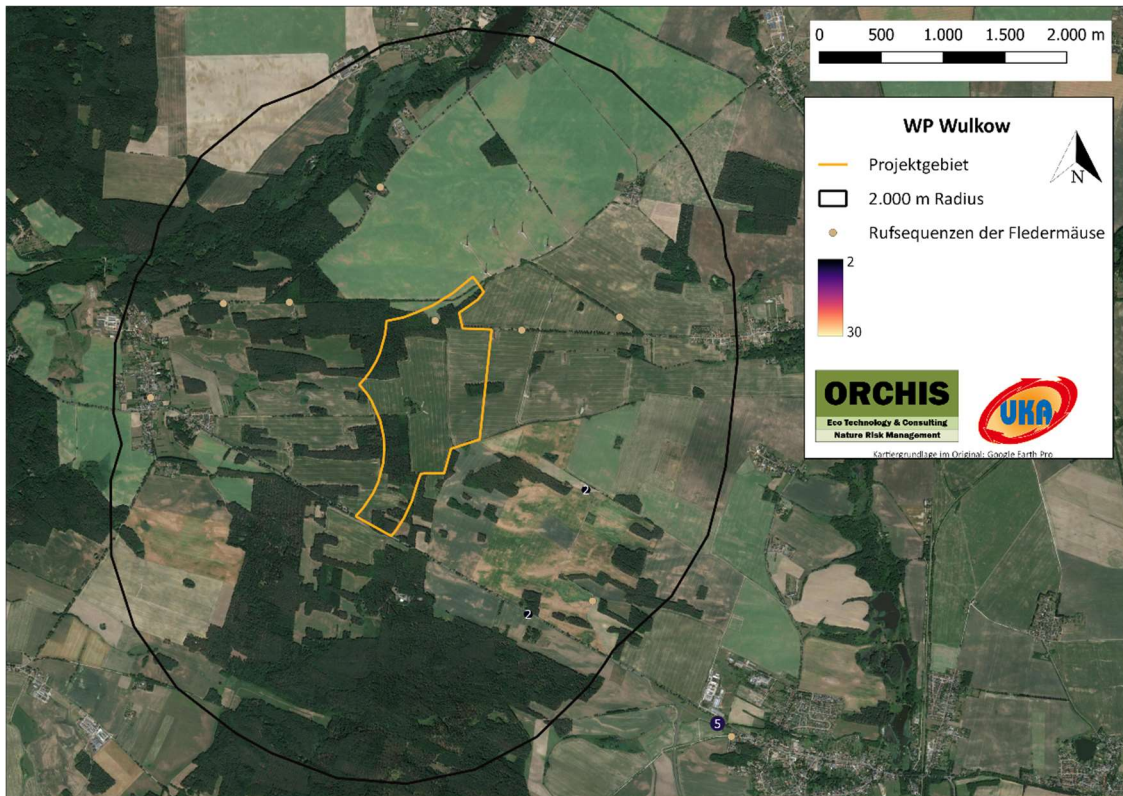 0 500 1.000 1.500 2.000 m
WP Wulkow
Projektgebiet
N
2.000 m Radius
Rufsequenzen der Fledermäuse
2
30
ORCHIS
Eco Technology & Consulting
Nature Risk Management
UKA
Kartiergrundlage im Original: Google Earth Pro
2
2
5